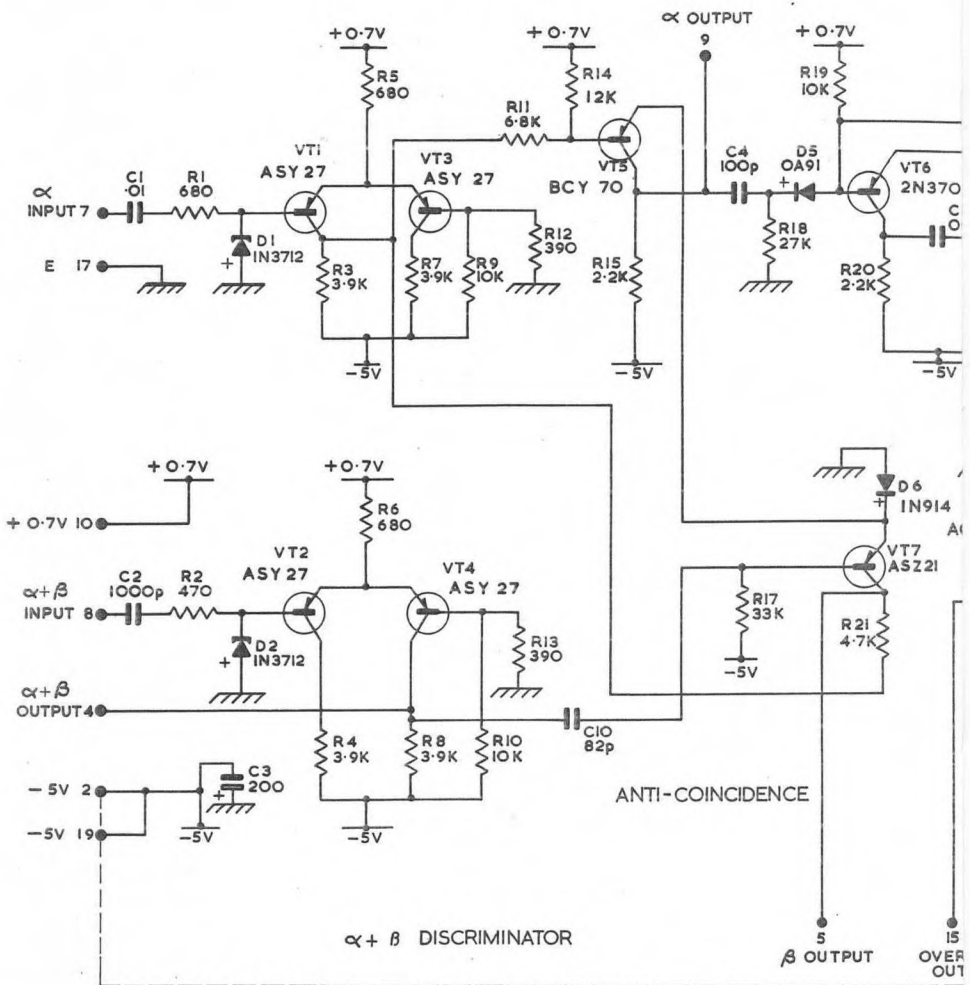 ∝ OUTPUT
9
+0.7V
+0.7V
+0.7V
R5
680
R14
12K
R19
10K
R11
6.8K
VT1
ASY 27
VT3
ASY 27
VT5
BCY 70
C4
100p
D5
OA91
+
VT6
2N370
C1
.01
R1
680
∝
INPUT 7
D1
IN3712
+
R12
390
R18
27K
E 17
R3
3.9K
R7
3.9K
R9
10K
R15
2.2K
R20
2.2K
-5V
-5V
-5V
+0.7V
+0.7V
+0.7V 10
R6
680
D6
IN914
+
VT2
ASY 27
VT4
ASY 27
VT7
ASZ21
C2
1000p
R2
470
∝+β
INPUT 8
D2
IN3712
+
R13
390
R17
33K
-5V
R21
4.7K
∝+β
OUTPUT 4
C10
82p
R4
3.9K
R8
3.9K
R10
10K
-5V 2
C3
200
+
-5V 19
-5V
-5V
ANTI-COINCIDENCE
∝+β DISCRIMINATOR
5
β OUTPUT
15